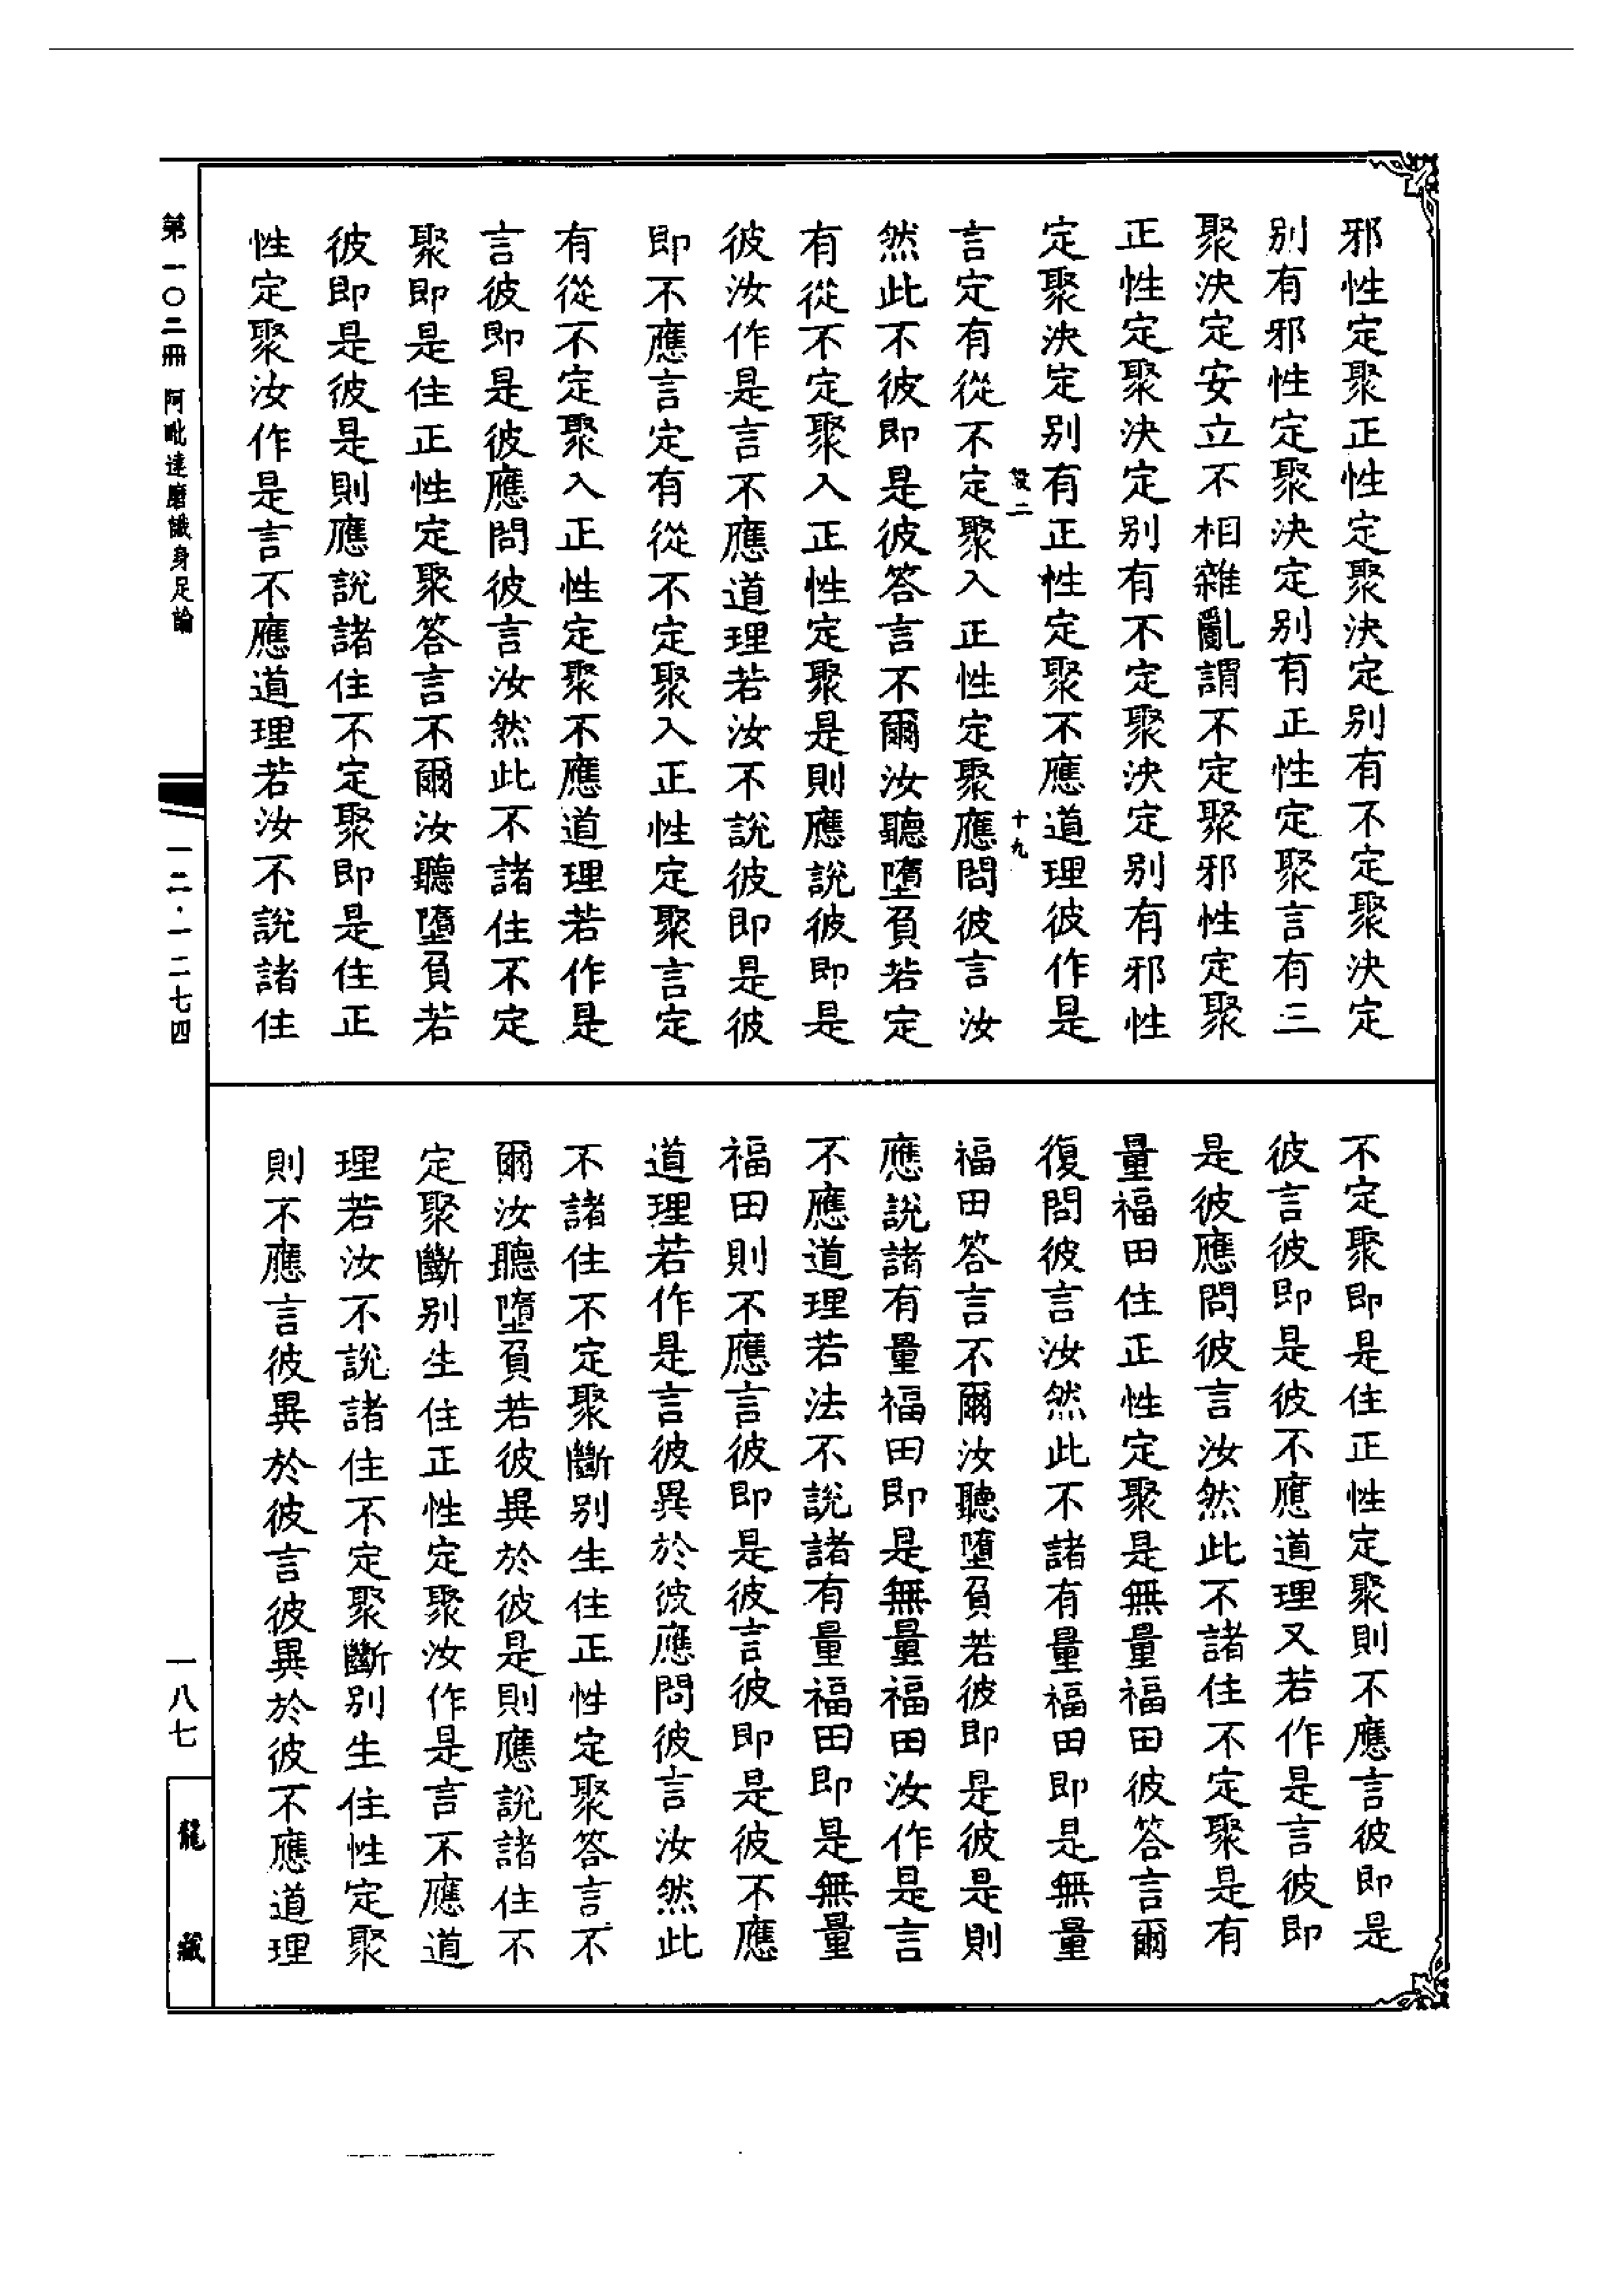 邪性定聚正性定聚決定别有不定聚決定
别有邪性定聚決定别有正性定聚言有三
聚決定安立不相雜亂謂不定聚邪性定聚
正性定聚決定别有不定聚決定别有邪性
定聚決定别有正性定聚不應道理彼作是
二 十九
言定有從不定聚入正性定聚應問彼言汝
然此不彼即是彼答言不爾汝聽墮負若定
有從不定聚入正性定聚是則應說彼即是
彼汝作是言不應道理若汝不說彼即是彼
即不應言定有從不定聚入正性定聚言定
有從不定聚入正性定聚不應道理若作是
言彼即是彼應問彼言汝然此不諸住不定
聚即是住正性定聚答言不爾汝聽墮負若
彼即是彼是則應說諸住不定聚即是住正
性定聚汝作是言不應道理若汝不說諸住
不定聚即是住正性定聚則不應言彼即是
彼言彼即是彼不應道理又若作是言彼即
是彼應問彼言汝然此不諸住不定聚是有
量福田住正性定聚是無量福田彼答言爾
復問彼言汝然此不諸有量福田即是無量
福田答言不爾汝聽墮負若彼即是彼是則
應說諸有量福田即是無量福田汝作是言
不應道理若法不說諸有量福田即是無量
福田則不應言彼即是彼言彼即是彼不應
道理若作是言彼異於彼應問彼言汝然此
不諸住不定聚斷别生住正性定聚答言不
爾汝聽墮負若彼異於彼是則應說諸住不
定聚斷别生住正性定聚汝作是言不應道
理若汝不說諸住不定聚斷别生住性定聚
則不應言彼異於彼言彼異於彼不應道理
第一〇二冊 阿毗達磨識身足論
一二·一二七四
一八七
龍藏